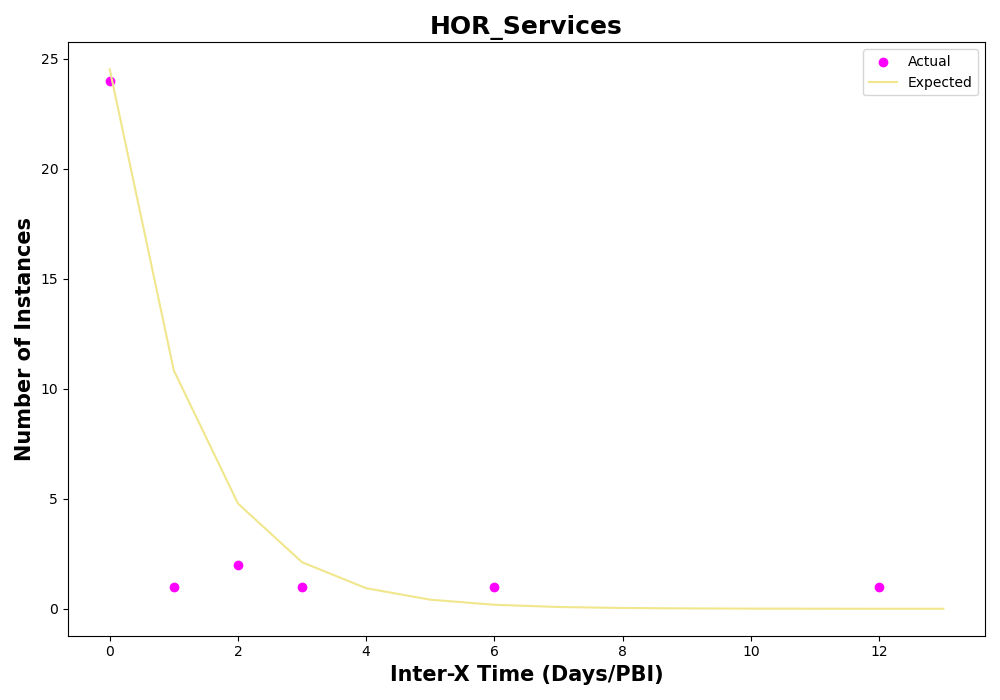 HOR_Services
Actual
Expected
25
20
15
10
5
0
Number of Instances
0 2 4 6 8 10 12
Inter-X Time (Days/PBI)